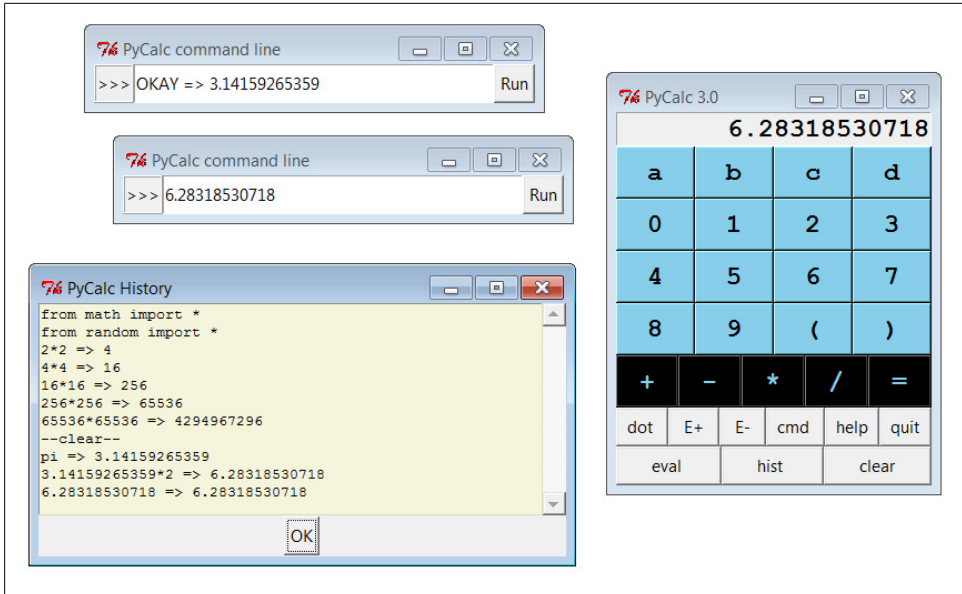 PyCalc command line
>>> OKAY => 3.14159265359 Run
PyCalc command line
>>> 6.28318530718 Run
PyCalc History
from math import *
from random import *
2*2 => 4
4*4 => 16
16*16 => 256
256*256 => 65536
65536*65536 => 4294967296
--clear--
pi => 3.14159265359
3.14159265359*2 => 6.28318530718
6.28318530718 => 6.28318530718
OK
PyCalc 3.0
6.28318530718
a b c d
0 1 2 3
4 5 6 7
8 9 ( )
+ - * / =
dot E+ E- cmd help quit
eval hist clear